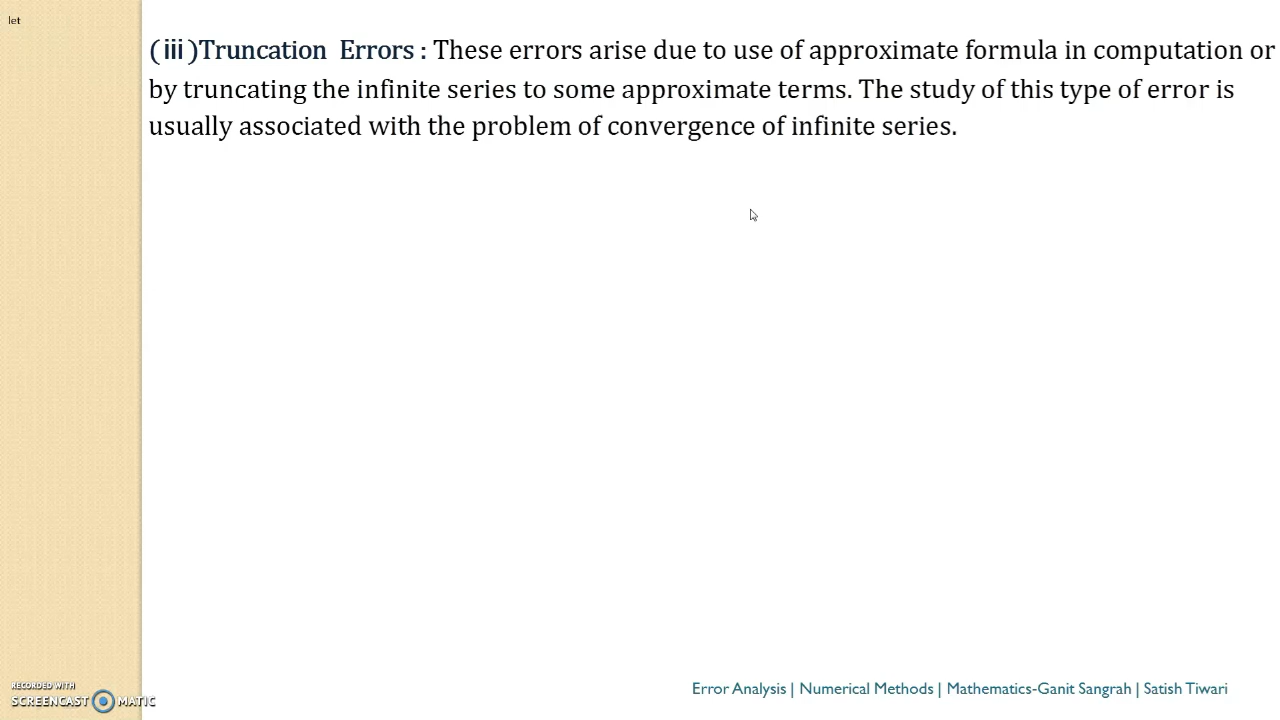 let
(iii)Truncation Errors : These errors arise due to use of approximate formula in computation or
by truncating the infinite series to some approximate terms. The study of this type of error is
usually associated with the problem of convergence of infinite series.
RECORDED WITH
SCREENCAST MATIC
Error Analysis | Numerical Methods | Mathematics-Ganit Sangrah | Satish Tiwari